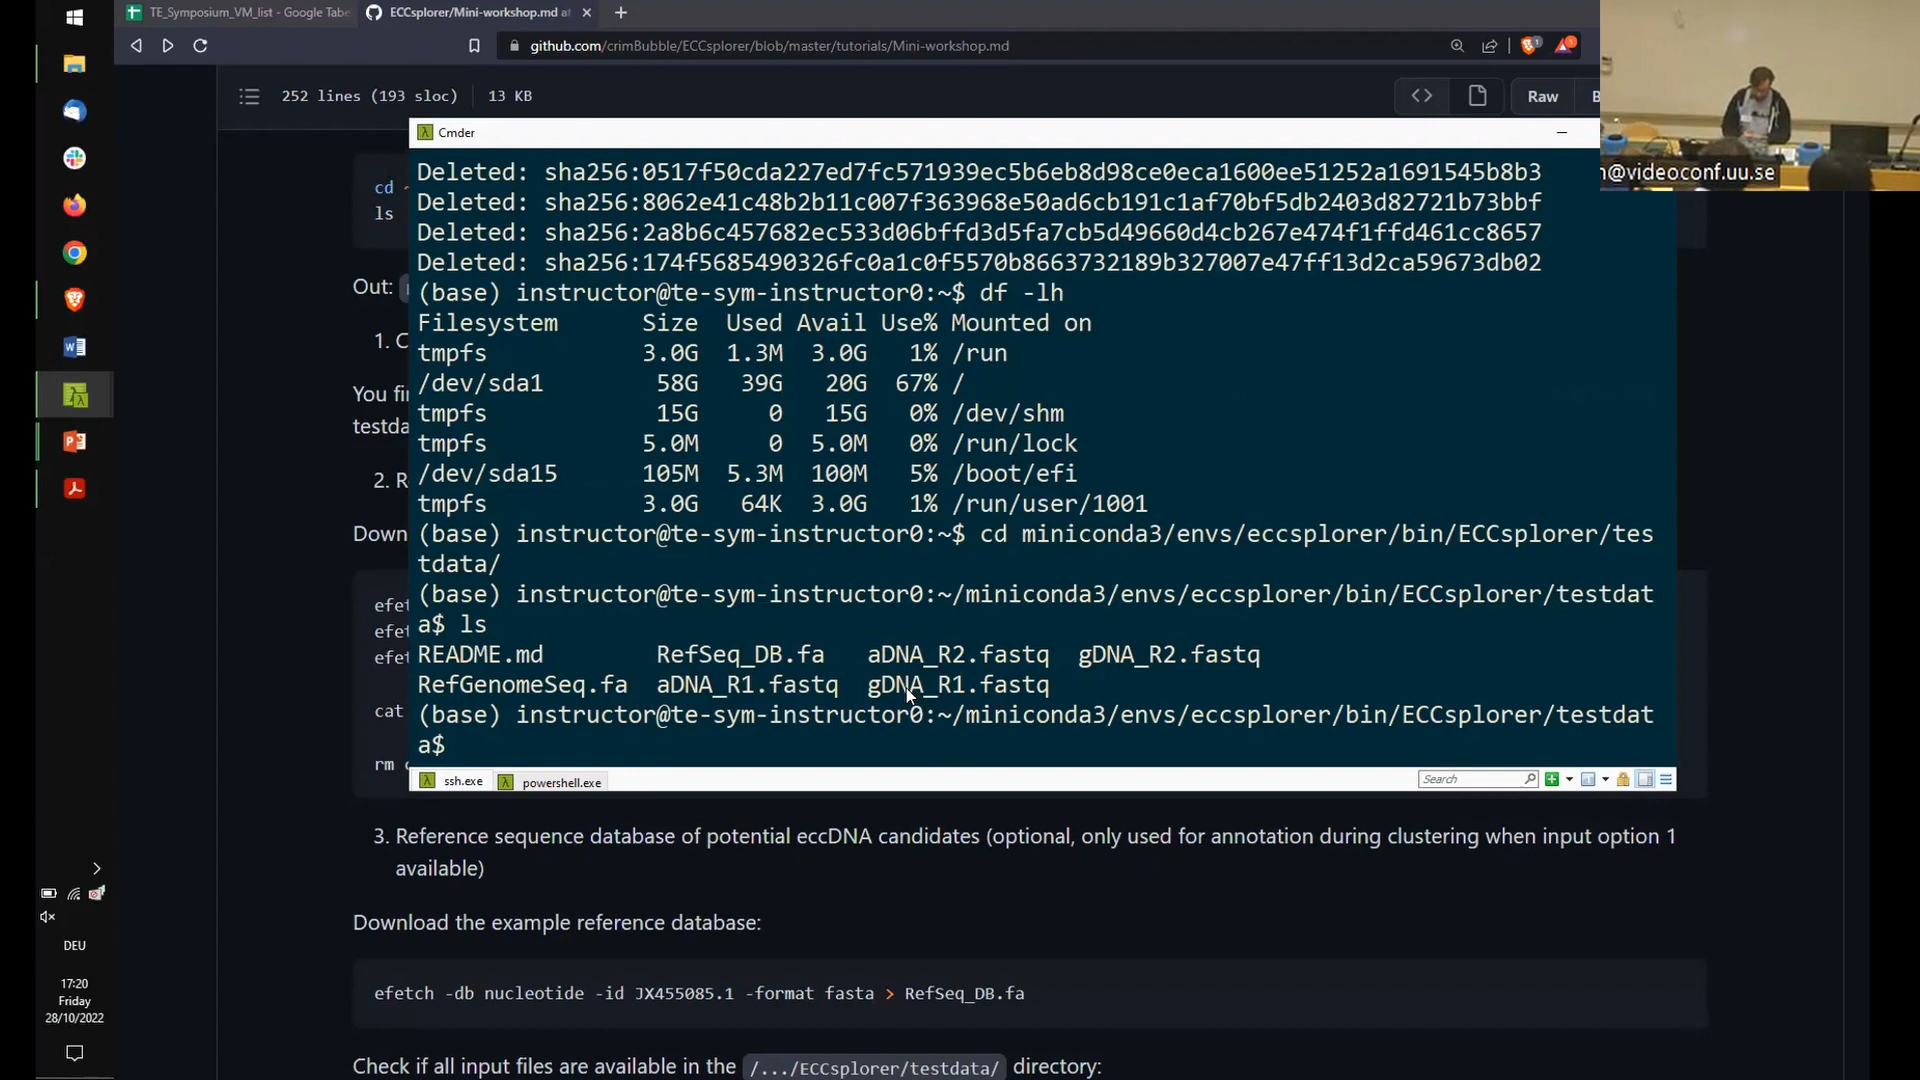 TE_Symposium_VM_list - Google Tabe
ECCsplorer/Mini-workshop.md a
github.com/crimBubble/ECCsplorer/blob/master/tutorials/Mini-workshop.md
252 lines (193 sloc)
13 KB
Raw
B
n@videoconf.uu.se
Cmder
cd ~
ls
Out:
1. C
You fi
testda
2. R
Down
efet
efet
efet
cat
rm
Deleted: sha256:0517f50cda227ed7fc571939ec5b6eb8d98ce0eca1600ee51252a1691545b8b3
Deleted: sha256:8062e41c48b2b11c007f363968e50ad6cb191c1af70bf5db2403d82721b73bbf
Deleted: sha256:2a8b6c457682ec533d06bffd3d5fa7cb5d49660d4cb267e474f1ffd461cc8657
Deleted: sha256:174f5685490326fc0a1c0f5570b8663732189b327007e47ff13d2ca59673db02
(base) instructor@te-sym-instructor0:~$ df -lh
Filesystem Size Used Avail Use% Mounted on
tmpfs 3.0G 1.3M 3.0G 1% /run
/dev/sda1 58G 39G 20G 67% /
tmpfs 15G 0 15G 0% /dev/shm
tmpfs 5.0M 0 5.0M 0% /run/lock
/dev/sda15 105M 5.3M 100M 5% /boot/efi
tmpfs 3.0G 64K 3.0G 1% /run/user/1001
(base) instructor@te-sym-instructor0:~$ cd miniconda3/envs/eccsplorer/bin/ECCsplorer/tes
tdata/
(base) instructor@te-sym-instructor0:~/miniconda3/envs/eccsplorer/bin/ECCsplorer/testdat
a$ ls
README.md RefSeq_DB.fa aDNA_R2.fastq gDNA_R2.fastq
RefGenomeSeq.fa aDNA_R1.fastq gDNA_R1.fastq
(base) instructor@te-sym-instructor0:~/miniconda3/envs/eccsplorer/bin/ECCsplorer/testdat
a$
ssh.exe
powershell.exe
Search
3. Reference sequence database of potential eccDNA candidates (optional, only used for annotation during clustering when input option 1
available)
Download the example reference database:
efetch -db nucleotide -id JX455085.1 -format fasta > RefSeq_DB.fa
Check if all input files are available in the /.../ECCsplorer/testdata/ directory:
DEU
17:20
Friday
28/10/2022